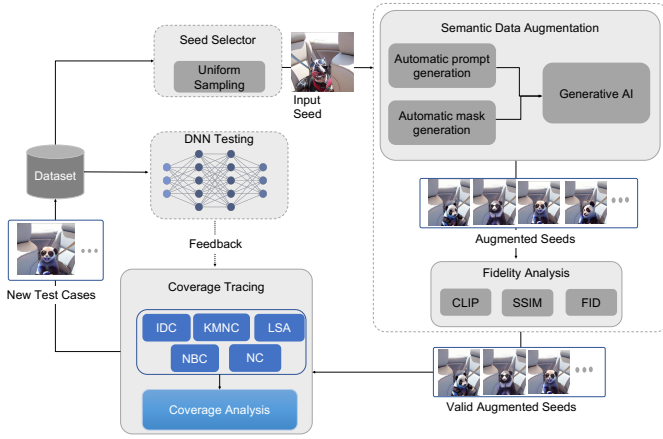 Seed Selector
Uniform
Sampling
Input
Seed
Semantic Data Augmentation
Automatic prompt
generation
Automatic mask
generation
Generative AI
DNN Testing
Dataset
Feedback
New Test Cases
Augmented Seeds
Fidelity Analysis
CLIP
SSIM
FID
Coverage Tracing
IDC
KMNC
LSA
NBC
NC
Coverage Analysis
Valid Augmented Seeds